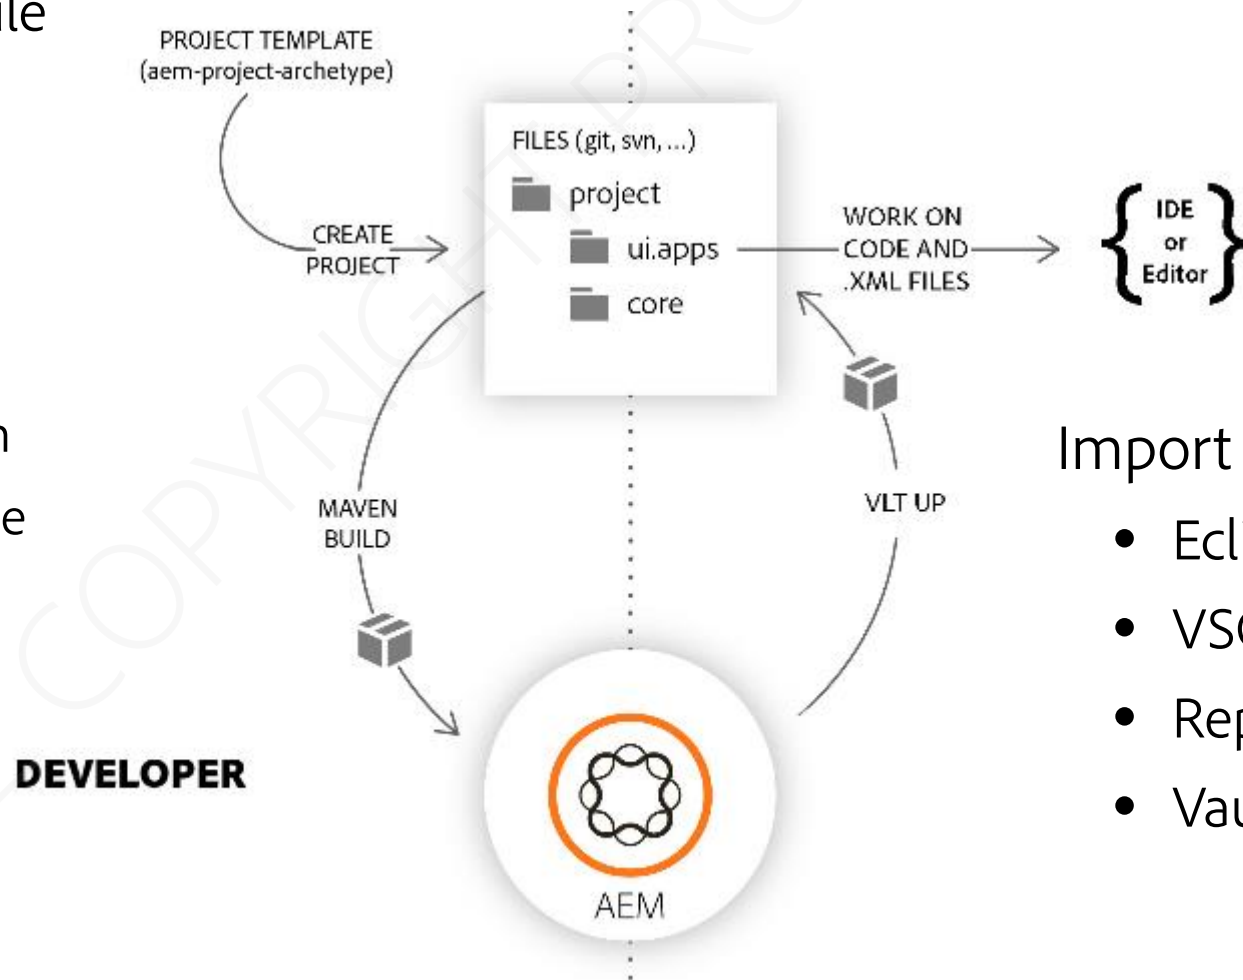 PROJECT TEMPLATE
(aem-project-archetype)
FILES (git, svn, ...)
project
ui.apps
core
CREATE
PROJECT
WORK ON
CODE AND
.XML FILES
IDE
or
Editor
MAVEN
BUILD
VLT UP
Import
DEVELOPER
AEM
COPYRIGHT